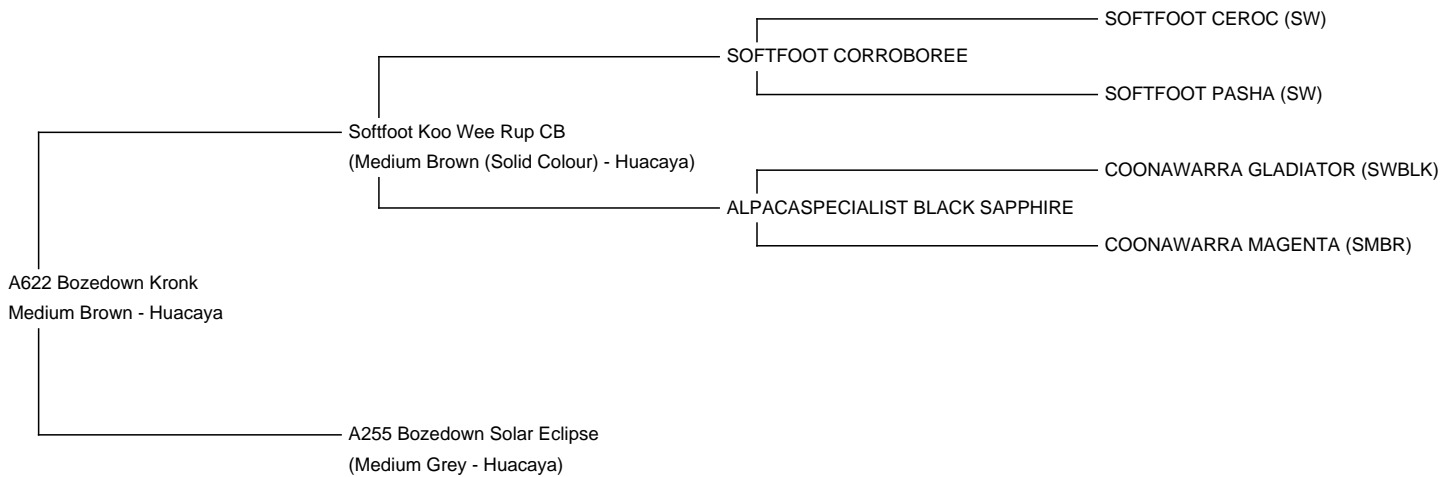 SOFTFOOT CEROC (SW)
SOFTFOOT CORROBOREE
SOFTFOOT PASHA (SW)
Softfoot Koo Wee Rup CB
(Medium Brown (Solid Colour) - Huacaya)
COONAWARRA GLADIATOR (SWBLK)
ALPACASPECIALIST BLACK SAPPHIRE
COONAWARRA MAGENTA (SMBR)
A622 Bozedown Kronk
Medium Brown - Huacaya
A255 Bozedown Solar Eclipse
(Medium Grey - Huacaya)